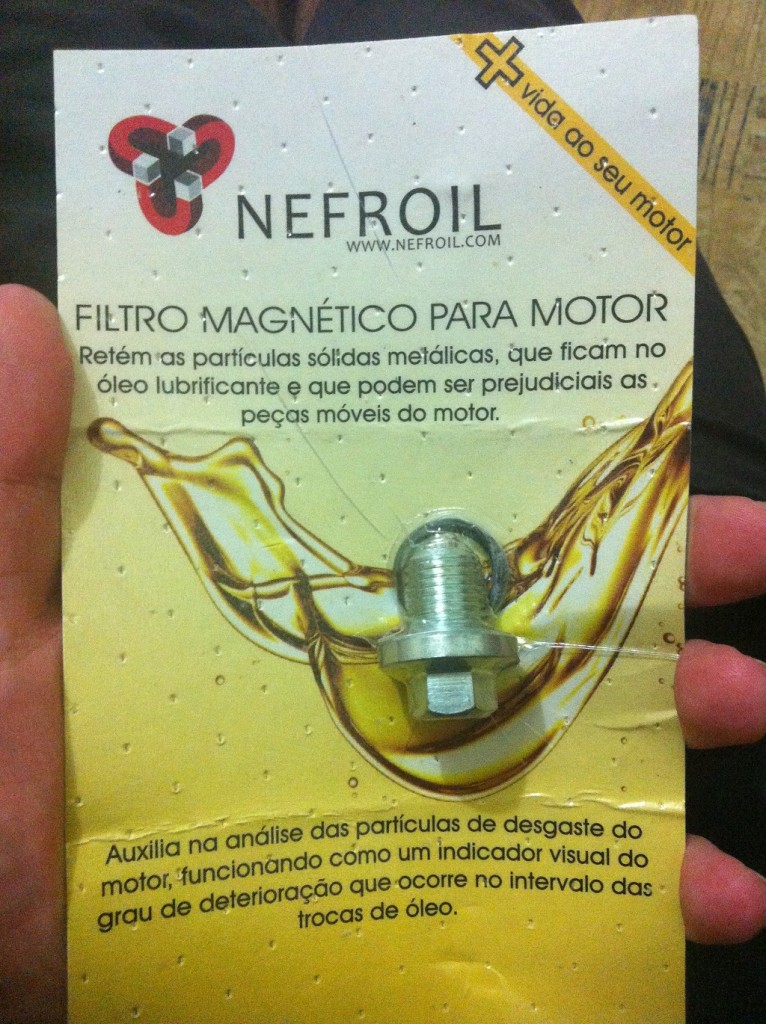 + vida ao seu motor
NEFROIL
WWW.NEFROIL.COM
FILTRO MAGNÉTICO PARA MOTOR
Retém as partículas sólidas metálicas, que ficam no
óleo lubrificante e que podem ser prejudiciais as
peças móveis do motor.
Auxilia na análise das partículas de desgaste do
motor, funcionando como um indicador visual do
grau de deterioração que ocorre no intervalo das
trocas de óleo.